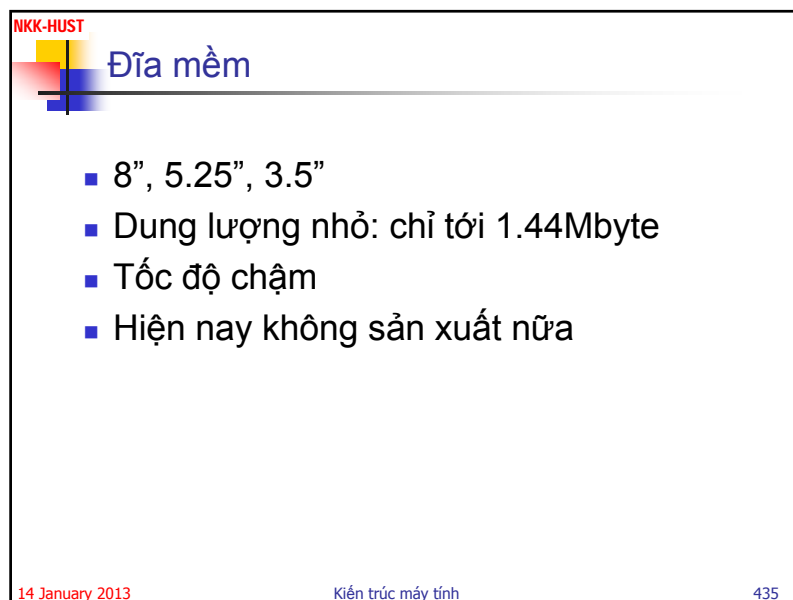 NKK-HUST
Đĩa mềm
8”, 5.25”, 3.5”
Dung lượng nhỏ: chỉ tới 1.44Mbyte
Tốc độ chậm
Hiện nay không sản xuất nữa
14 January 2013 Kiến trúc máy tính 435